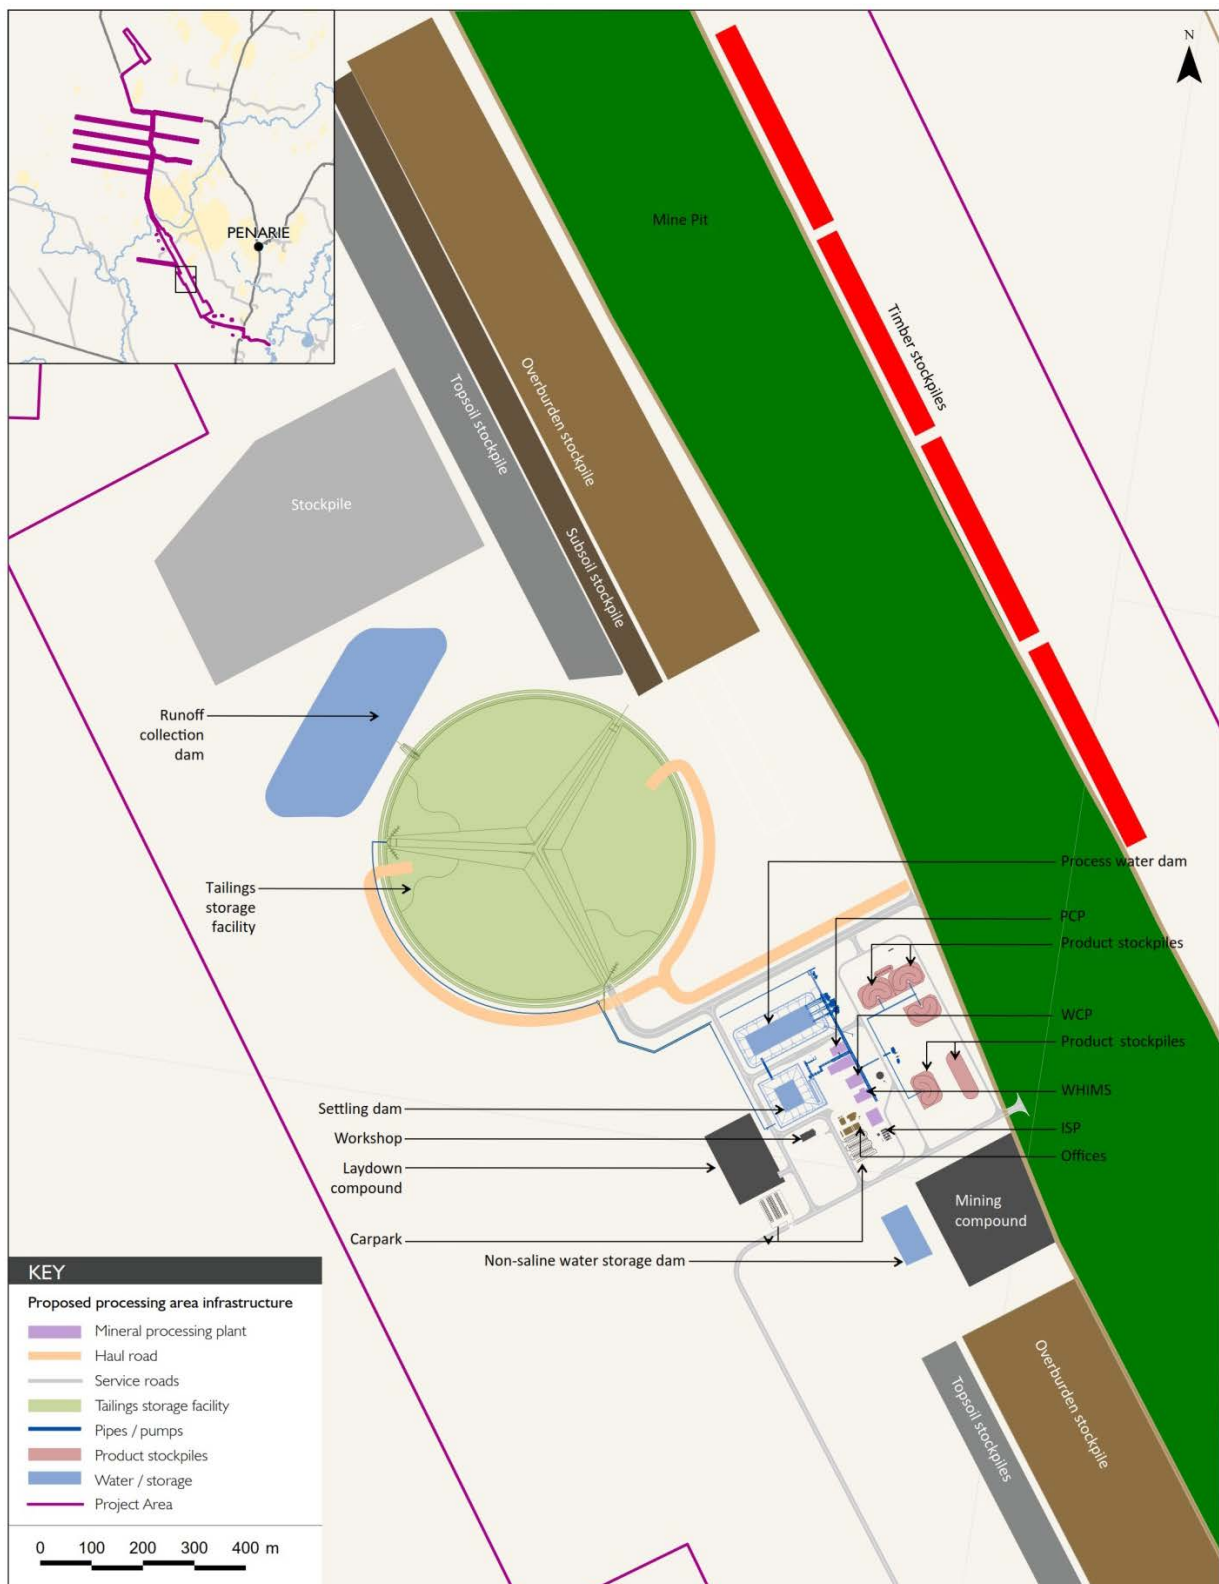 N
PENARIE
Mine Pit
Timber stockpiles
Overburden stockpile
Topsoil stockpile
Subsoil stockpile
Stockpile
Runoff
collection
dam
Tailings
storage
facility
Process water dam
PCP
Product stockpiles
WCP
Product stockpiles
WHIMS
ISP
Offices
Settling dam
Workshop
Laydown
compound
Carpark
Non-saline water storage dam
Mining
compound
Overburden stockpile
Topsoil stockpiles
KEY
Proposed processing area infrastructure
Mineral processing plant
Haul road
Service roads
Tailings storage facility
Pipes / pumps
Product stockpiles
Water / storage
Project Area
0 100 200 300 400 m